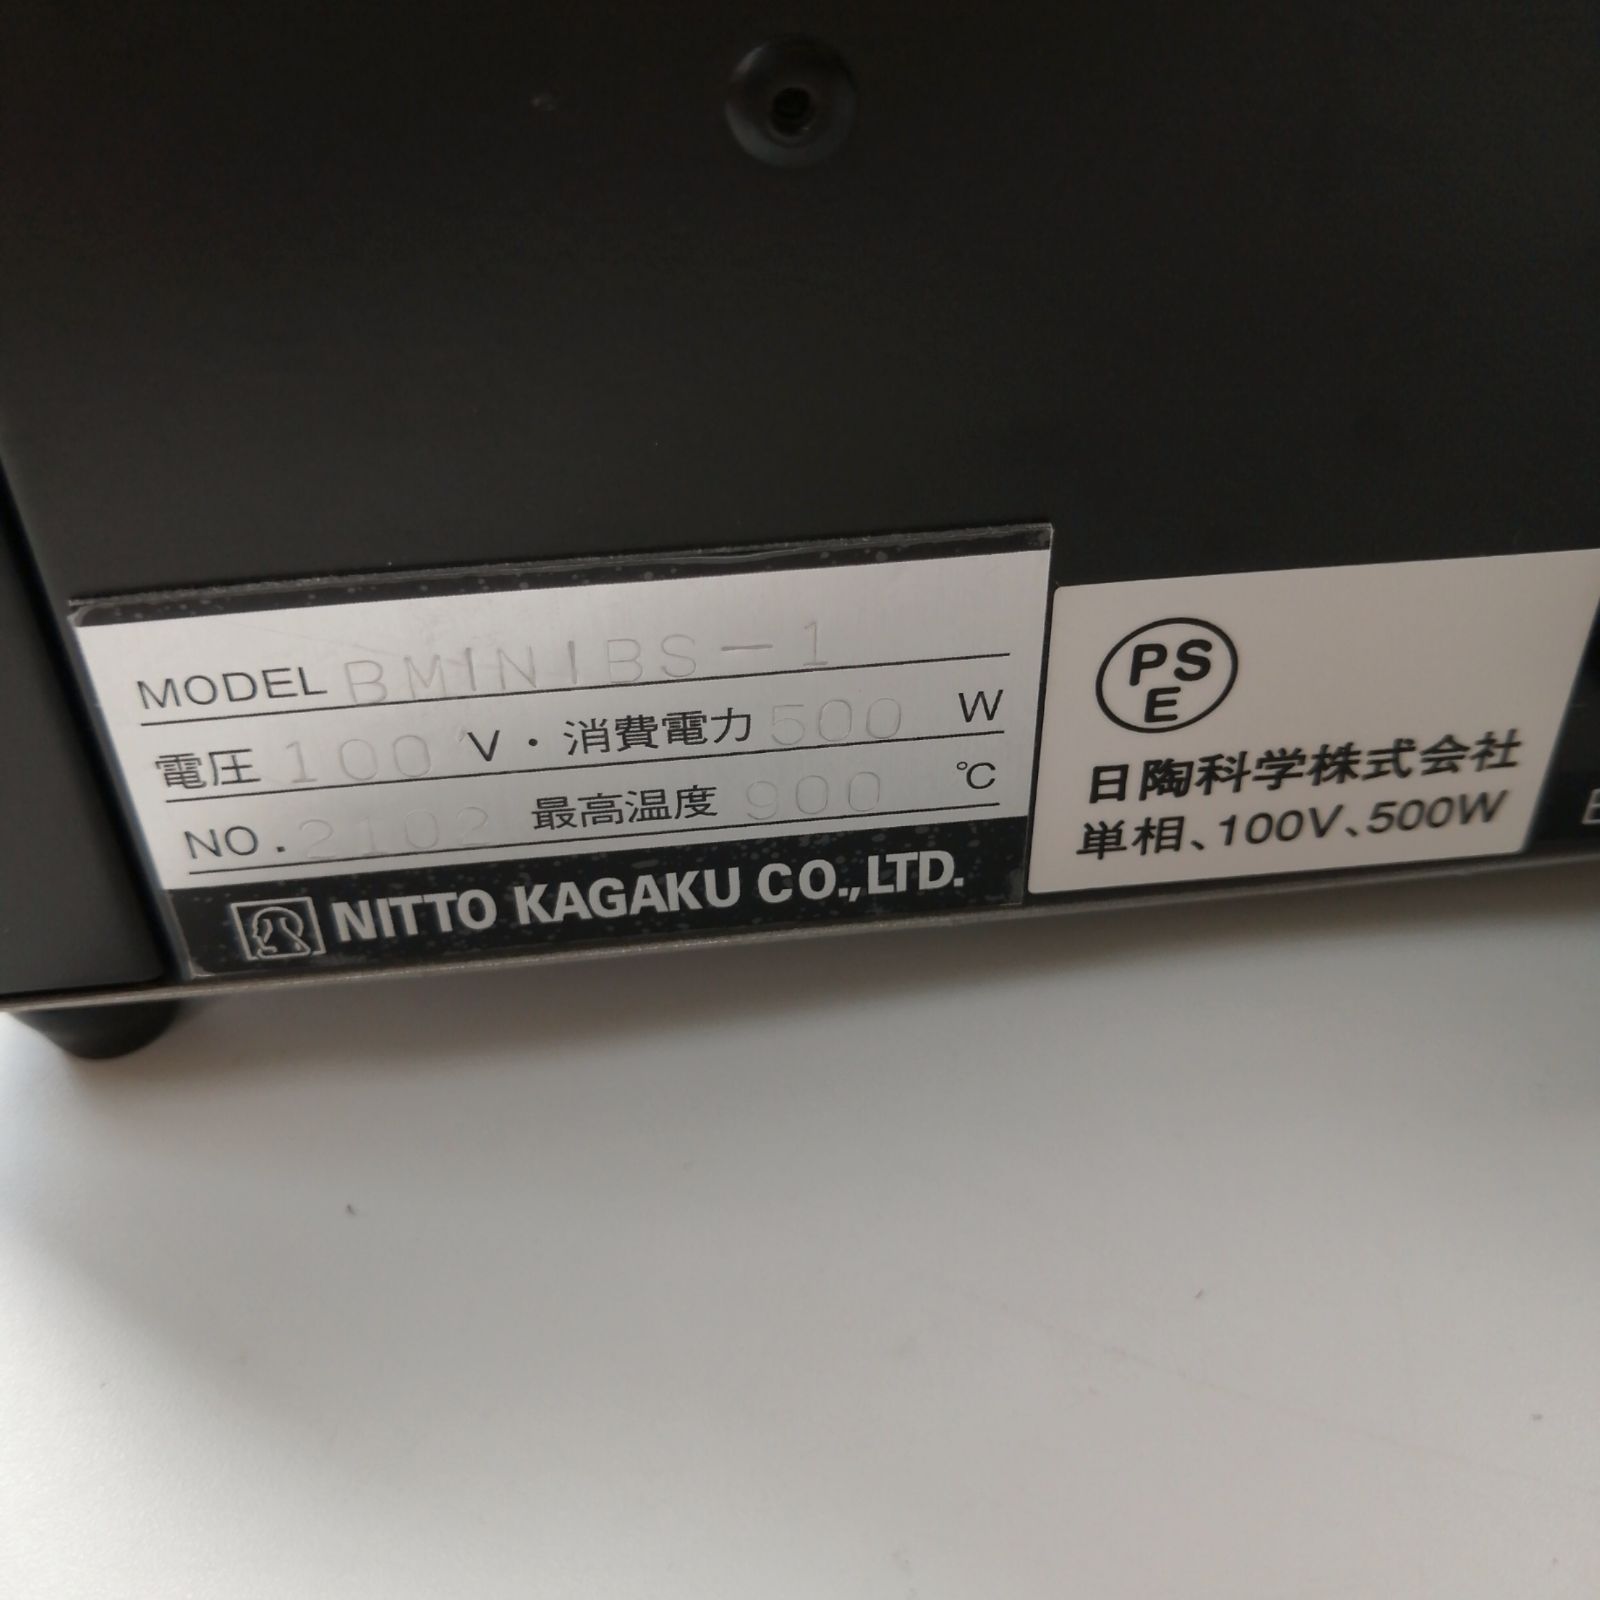 MODEL BMINIBS-1
電圧 100 V・消費電力 500 W
NO. 2102 最高温度 900 ℃
NITTO KAGAKU CO.,LTD.
PS
E
日陶科学株式会社
単相、100V、500W